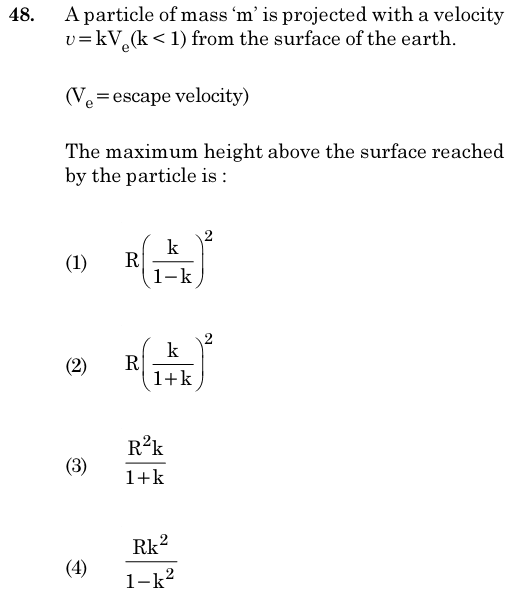 48. A particle of mass ‘m’ is projected with a velocity
υ = kVₑ(k < 1) from the surface of the earth.
(Vₑ = escape velocity)
The maximum height above the surface reached
by the particle is :
(1) R(k/(1−k))²
(2) R(k/(1+k))²
(3) R²k/(1+k)
(4) Rk²/(1−k²)